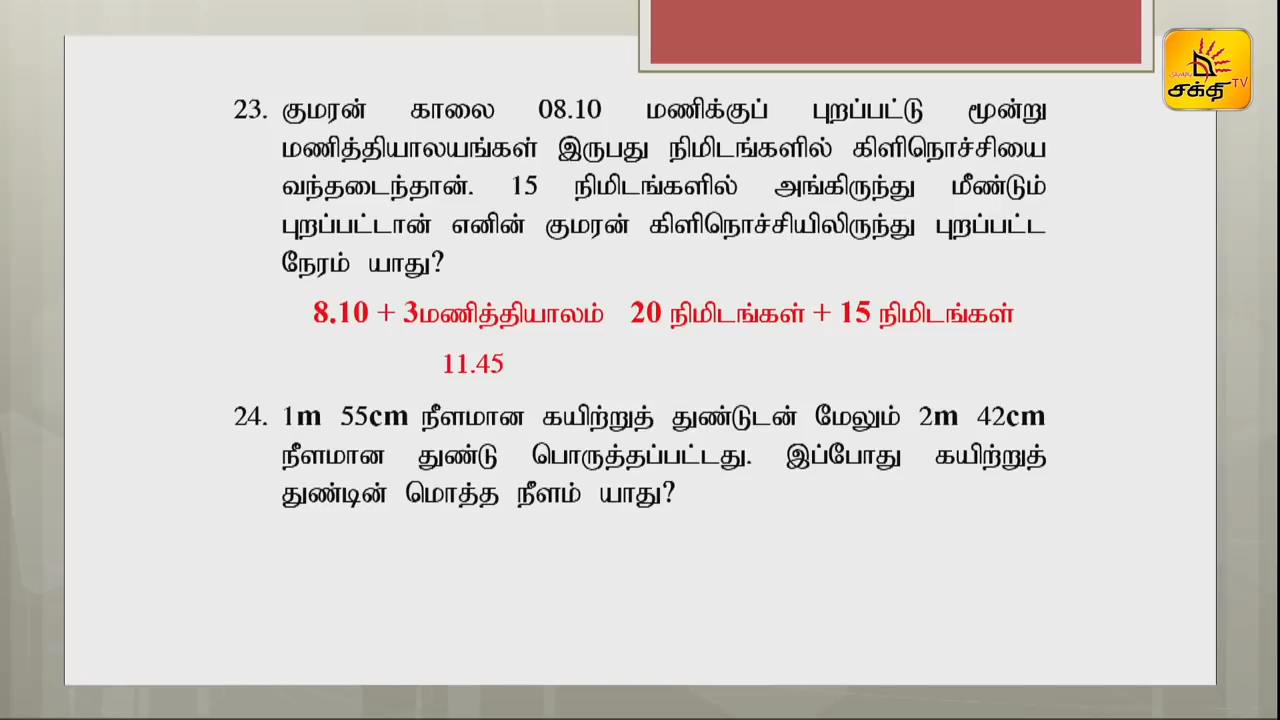 சக்தி TV
23. குமரன் காலை 08.10 மணிக்குப் புறப்பட்டு மூன்று
மணித்தியாலயங்கள் இருபது நிமிடங்களில் கிளிநொச்சியை
வந்தடைந்தான். 15 நிமிடங்களில் அங்கிருந்து மீண்டும்
புறப்பட்டான் எனின் குமரன் கிளிநொச்சியிலிருந்து புறப்பட்ட
நேரம் யாது?
8.10 + 3மணித்தியாலம் 20 நிமிடங்கள் + 15 நிமிடங்கள்
11.45
24. 1m 55cm நீளமான கயிற்றுத் துண்டுடன் மேலும் 2m 42cm
நீளமான துண்டு பொருத்தப்பட்டது. இப்போது கயிற்றுத்
துண்டின் மொத்த நீளம் யாது?